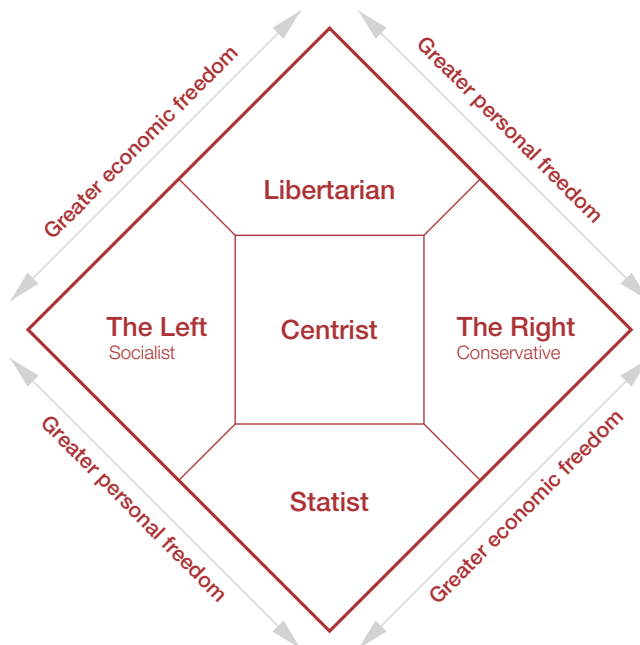 Greater economic freedom
Greater personal freedom
Libertarian
The Left
Socialist
Centrist
The Right
Conservative
Statist
Greater personal freedom
Greater economic freedom